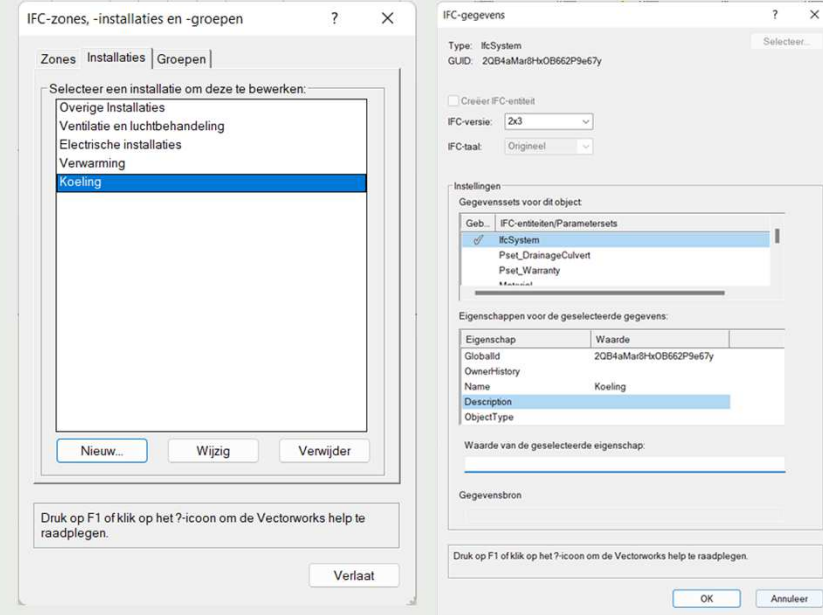 IFC-zones, -installaties en -groepen
?
Zones
Installaties
Groepen
Selecteer een installatie om deze te bewerken:
Overige Installaties
Ventilatie en luchtbehandeling
Electrische installaties
Verwarming
Koeling
Nieuw...
Wijzig
Verwijder
Druk op F1 of klik op het ?-icoon om de Vectorworks help te
raadplegen.
Verlaat
IFC-gegevens
?
Type: IfcSystem
Selecteer...
GUID: 2QB4aMar8HxOB662P9e67y
Creëer IFC-entiteit
IFC-versie: 2x3
IFC-taal: Origineel
Instellingen
Gegevenssets voor dit object:
Geb... IFC-entiteiten/Parametersets
IfcSystem
Pset_DrainageCulvert
Pset_Warranty
Material
Eigenschappen voor de geselecteerde gegevens:
Eigenschap Waarde
GlobalId 2QB4aMar8HxOB662P9e67y
OwnerHistory
Name Koeling
Description
ObjectType
Waarde van de geselecteerde eigenschap:
Gegevensbron
Druk op F1 of klik op het ?-icoon om de Vectorworks help te raadplegen.
OK
Annuleer